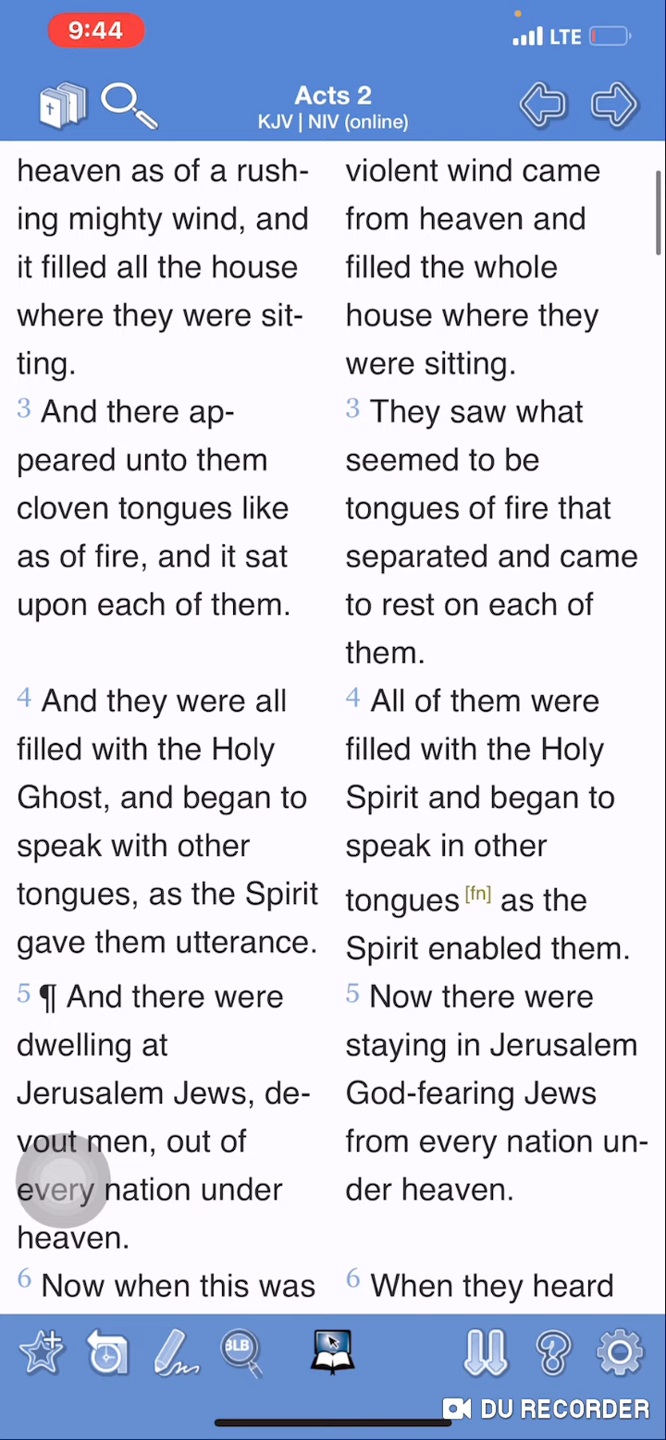 9:44
LTE
Acts 2
KJV | NIV (online)
heaven as of a rush-
ing mighty wind, and
it filled all the house
where they were sit-
ting.
3 And there ap-
peared unto them
cloven tongues like
as of fire, and it sat
upon each of them.
4 And they were all
filled with the Holy
Ghost, and began to
speak with other
tongues, as the Spirit
gave them utterance.
5 ¶ And there were
dwelling at
Jerusalem Jews, de-
vout men, out of
every nation under
heaven.
6 Now when this was
violent wind came
from heaven and
filled the whole
house where they
were sitting.
3 They saw what
seemed to be
tongues of fire that
separated and came
to rest on each of
them.
4 All of them were
filled with the Holy
Spirit and began to
speak in other
tongues [fn] as the
Spirit enabled them.
5 Now there were
staying in Jerusalem
God-fearing Jews
from every nation un-
der heaven.
6 When they heard
BLB
DU RECORDER